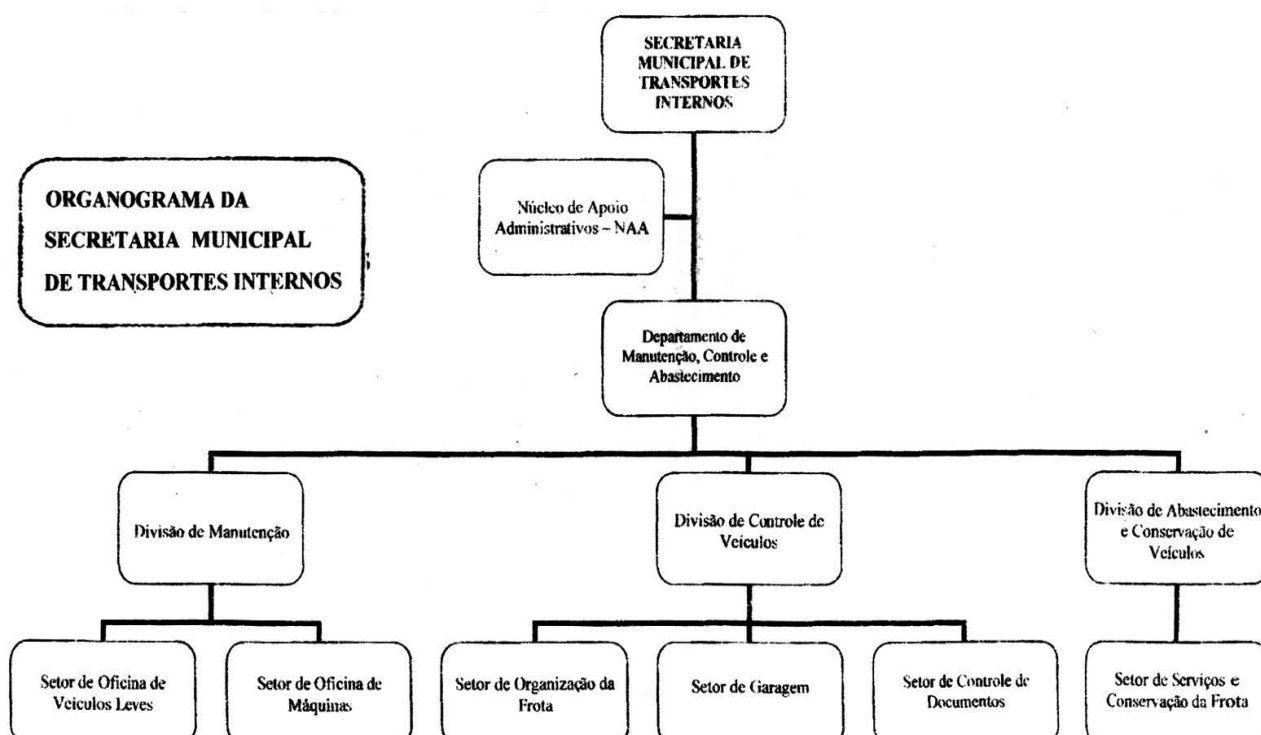 SECRETARIA
MUNICIPAL DE
TRANSPORTES
INTERNOS
ORGANOGRAMA DA
SECRETARIA MUNICIPAL
DE TRANSPORTES INTERNOS
Núcleo de Apoio
Administrativos – NAA
Departamento de
Manutenção, Controle e
Abastecimento
Divisão de Manutenção
Divisão de Controle de
Veículos
Divisão de Abastecimento
e Conservação de
Veículos
Setor de Oficina de
Veículos Leves
Setor de Oficina de
Máquinas
Setor de Organização da
Frota
Setor de Garagem
Setor de Controle de
Documentos
Setor de Serviços e
Conservação da Frota